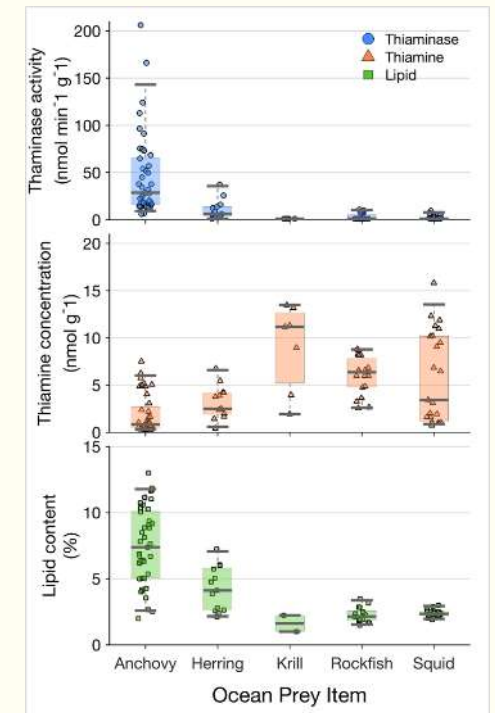 Thaminase activity
(nmol min⁻1 g⁻1)
200
150
100
50
0
Thiaminase
Thiamine
Lipid
Thiamine concentration
(nmol g⁻1)
20
15
10
5
0
Lipid content
(%)
15
10
5
0
Anchovy Herring Krill Rockfish Squid
Ocean Prey Item